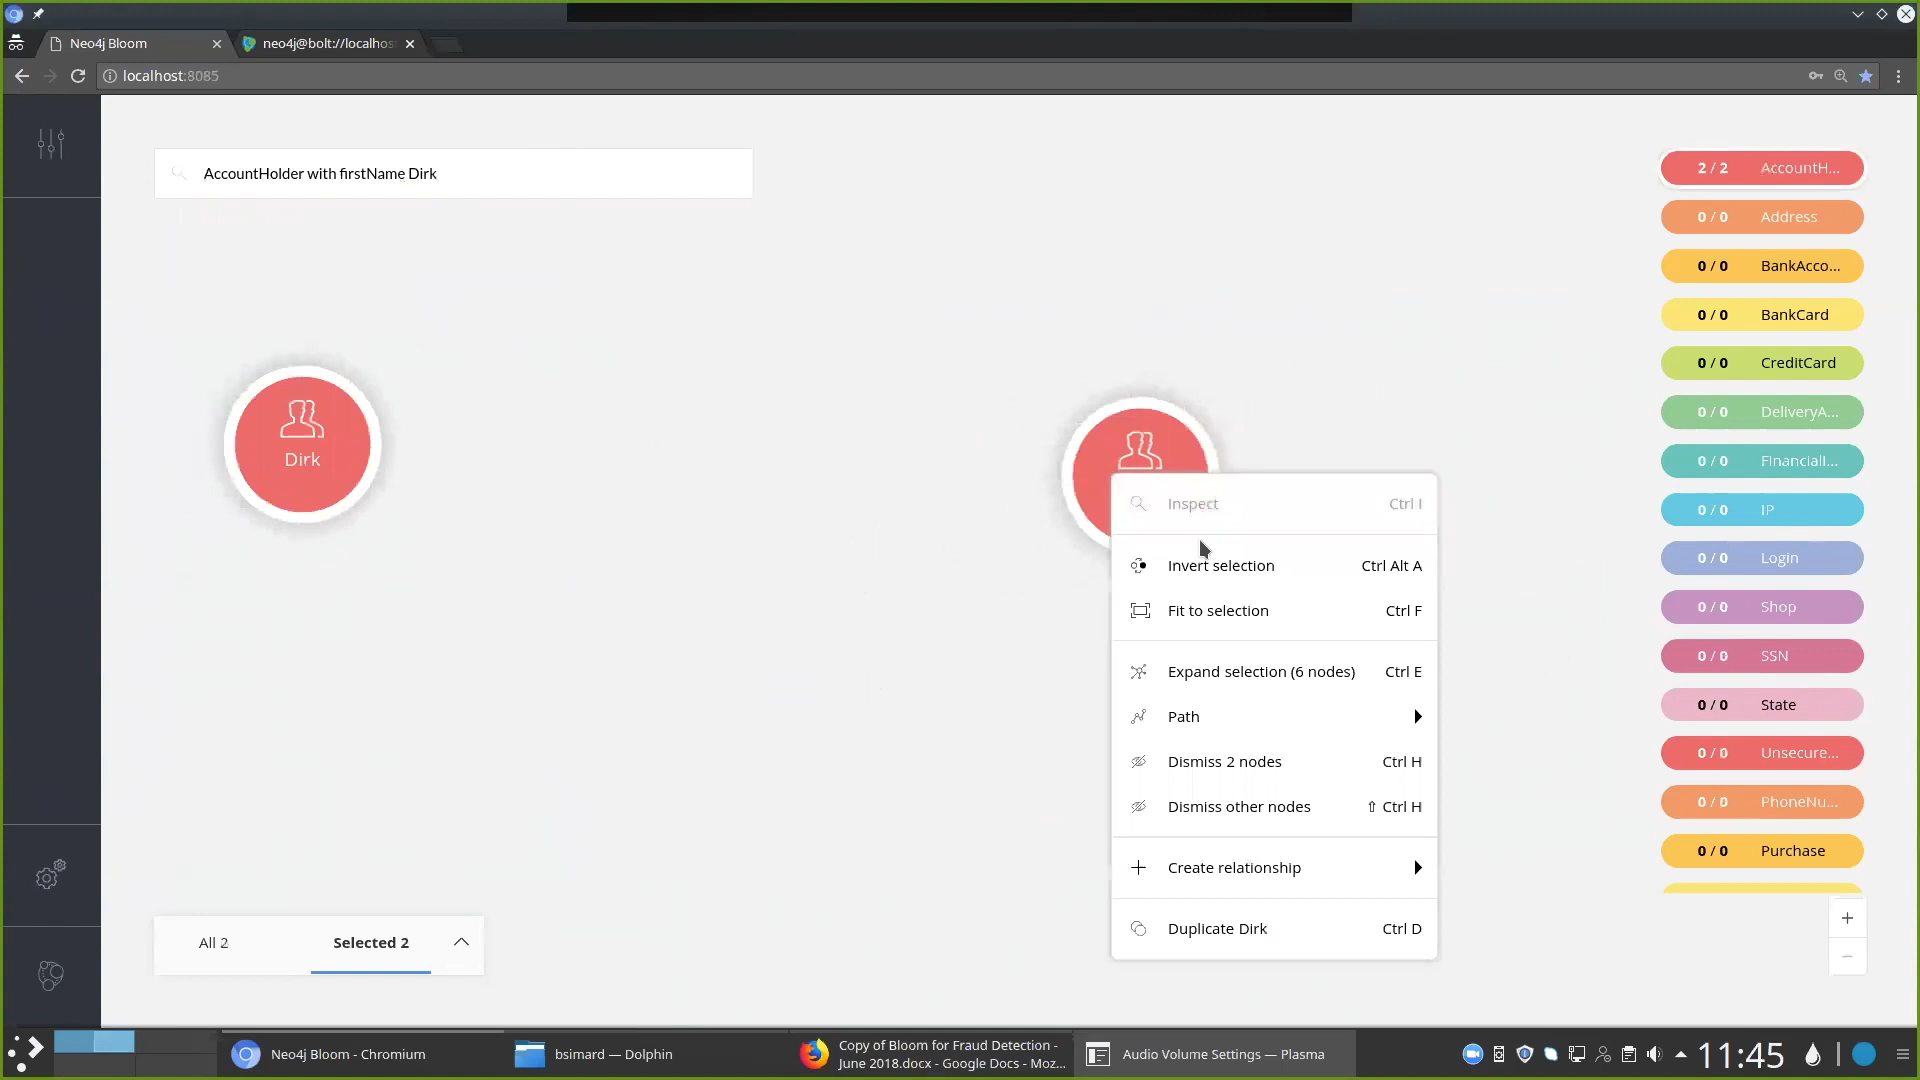 Neo4j Bloom
neo4j@bolt://localhos
localhost:8085
AccountHolder with firstName Dirk
2 / 2 AccountH...
0 / 0 Address
0 / 0 BankAcco...
0 / 0 BankCard
0 / 0 CreditCard
0 / 0 DeliveryA...
0 / 0 FinancialI...
0 / 0 IP
0 / 0 Login
0 / 0 Shop
0 / 0 SSN
0 / 0 State
0 / 0 Unsecure...
0 / 0 PhoneNu...
0 / 0 Purchase
Dirk
Inspect Ctrl I
Invert selection Ctrl Alt A
Fit to selection Ctrl F
Expand selection (6 nodes) Ctrl E
Path
Dismiss 2 nodes Ctrl H
Dismiss other nodes ⇧ Ctrl H
Create relationship
Duplicate Dirk Ctrl D
All 2 Selected 2
Neo4j Bloom - Chromium
bsimard — Dolphin
Copy of Bloom for Fraud Detection -
June 2018.docx - Google Docs - Moz...
Audio Volume Settings — Plasma
11:45